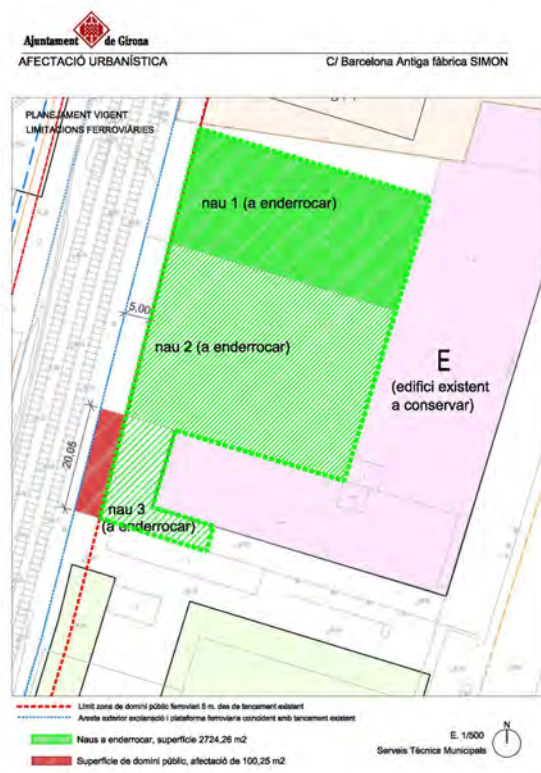 Ajuntament de Girona
AFECTACIÓ URBANÍSTICA
C/ Barcelona Antiga fàbrica SIMON
PLANEJAMENT VIGENT
LIMITACIONS FERROVIÀRIES
nau 1 (a enderrocar)
5,00
nau 2 (a enderrocar)
E
(edifici existent
a conservar)
20,05
nau 3
(a enderrocar)
Límit zona de domini públic ferroviari 5 m. des de tancament existent
Aresta exterior explanació i plataforma ferroviaria coincident amb tancament existent
Naus a enderrocar, superfície 2724,26 m2
Superfície de domini públic, afectació de 100,25 m2
N
E. 1/500
Serveis Tècnics Municipals